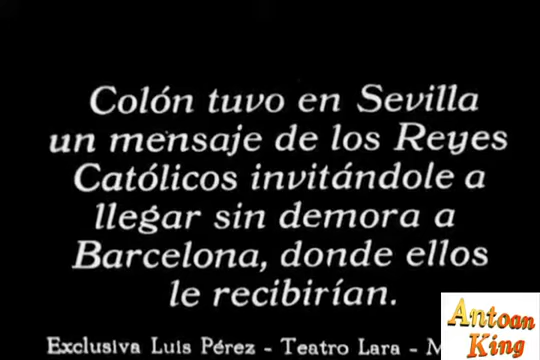 Colón tuvo en Sevilla
un mensaje de los Reyes
Católicos invitándole a
llegar sin demora a
Barcelona, donde ellos
le recibirían.
Exclusiva Luis Pérez - Teatro Lara -
Antoan
King